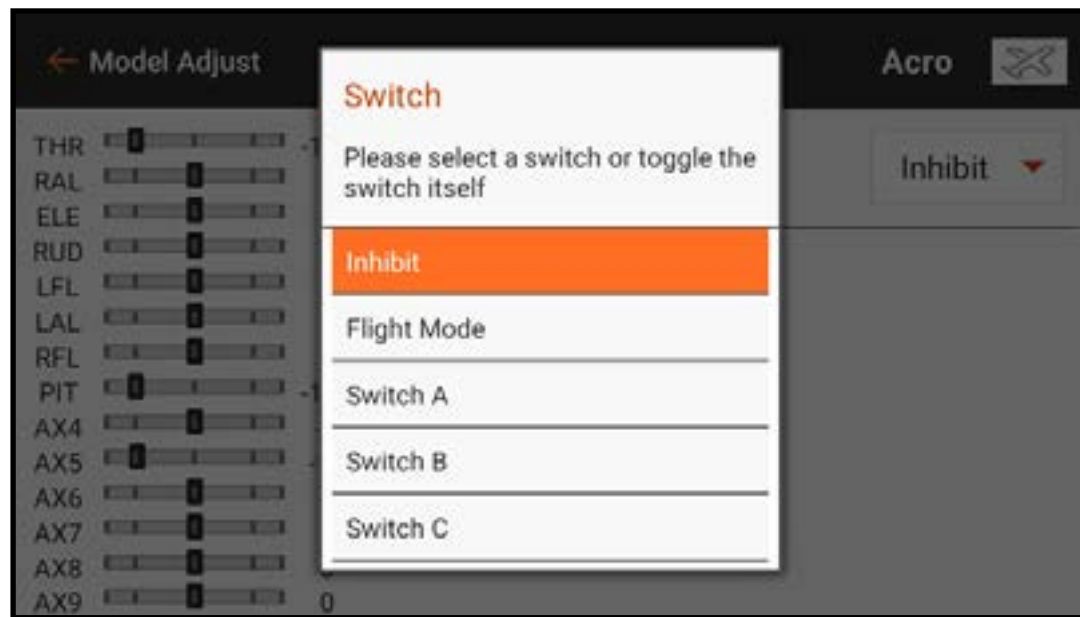 ← Model Adjust
Acro
Switch
Please select a switch or toggle the
switch itself
Inhibit
Inhibit
Flight Mode
Switch A
Switch B
Switch C
THR
RAL
ELE
RUD
LFL
LAL
RFL
PIT
AX4
AX5
AX6
AX7
AX8
AX9 0